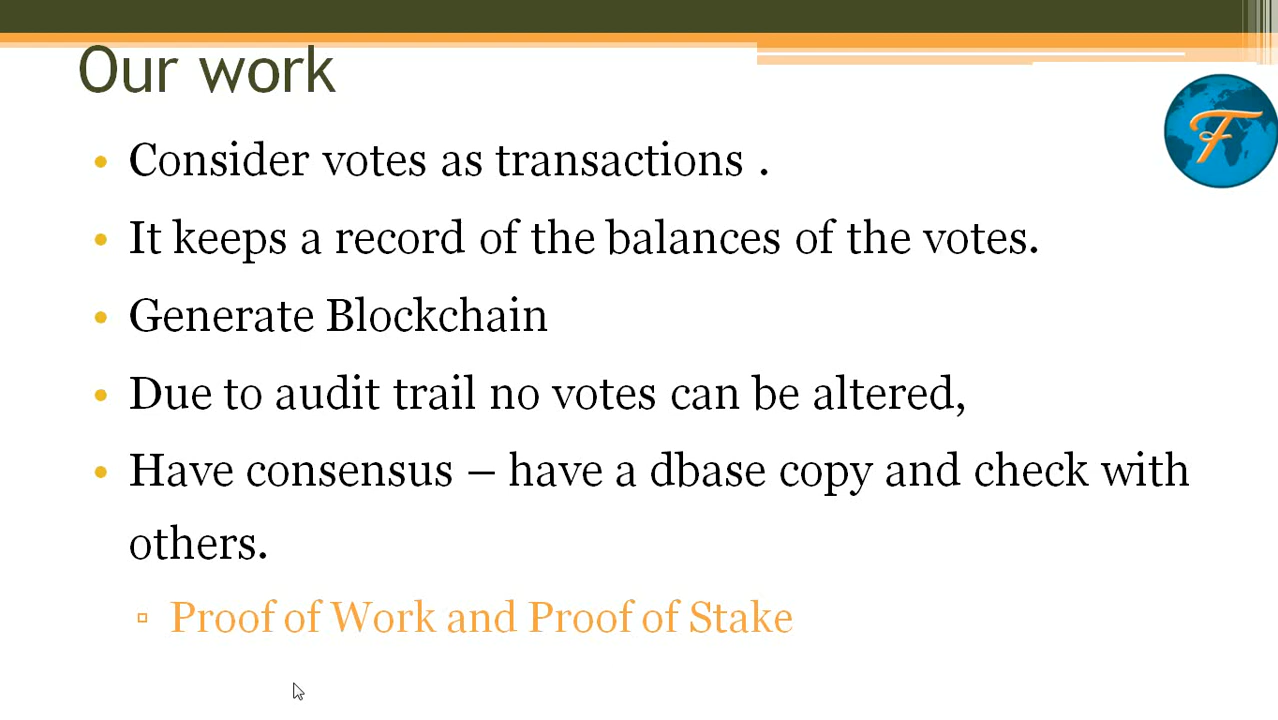 Our work
F
• Consider votes as transactions .
• It keeps a record of the balances of the votes.
• Generate Blockchain
• Due to audit trail no votes can be altered,
• Have consensus – have a dbase copy and check with
others.
▫ Proof of Work and Proof of Stake